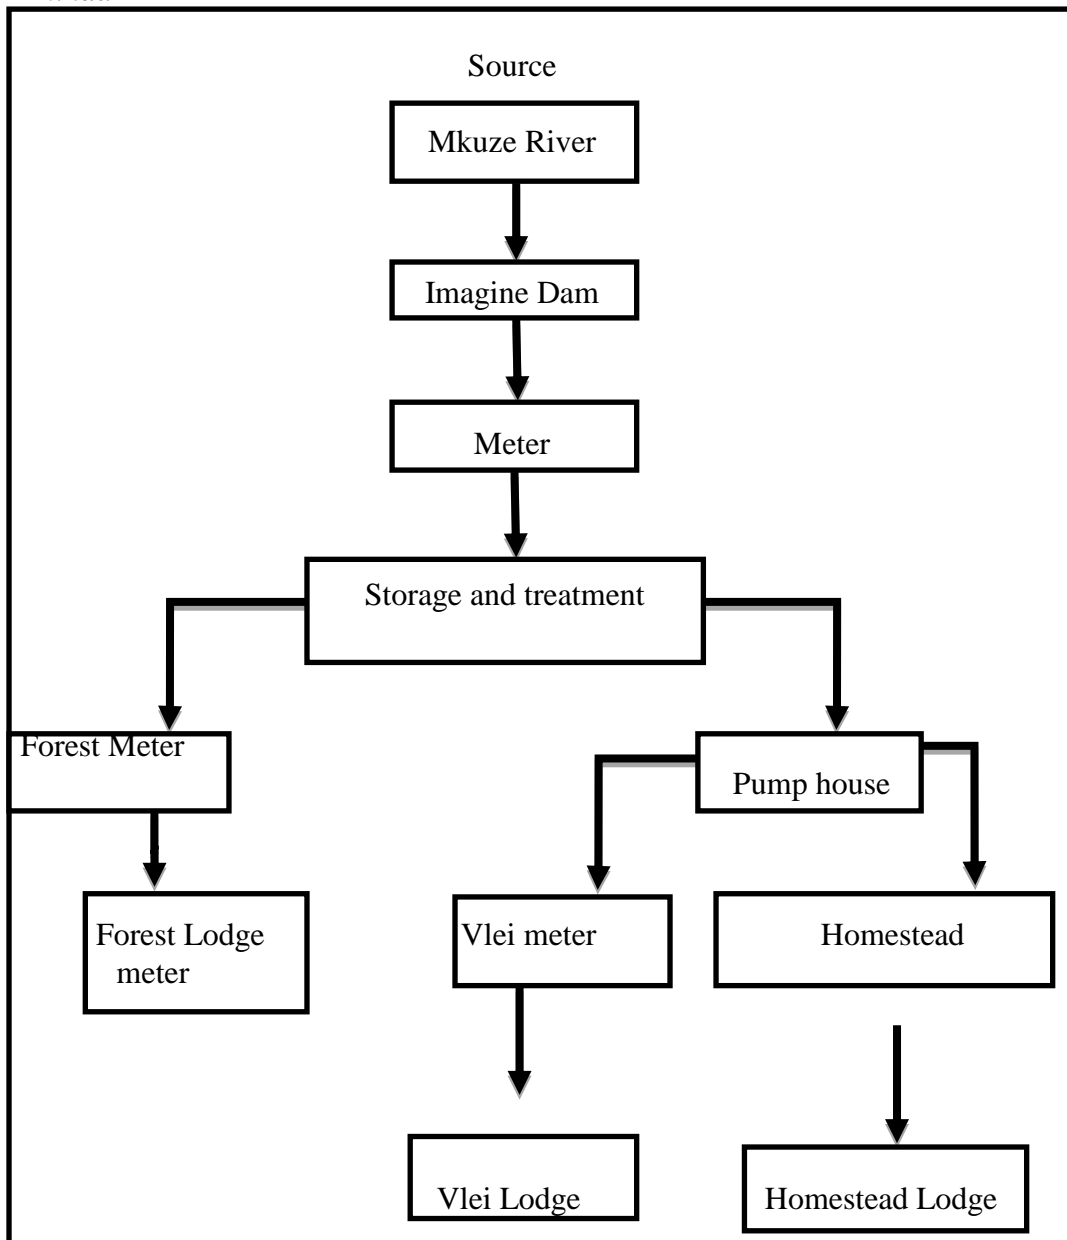 Source
Mkuze River
Imagine Dam
Meter
Storage and treatment
Forest Meter
Pump house
Forest Lodge
meter
Vlei meter
Homestead
Vlei Lodge
Homestead Lodge